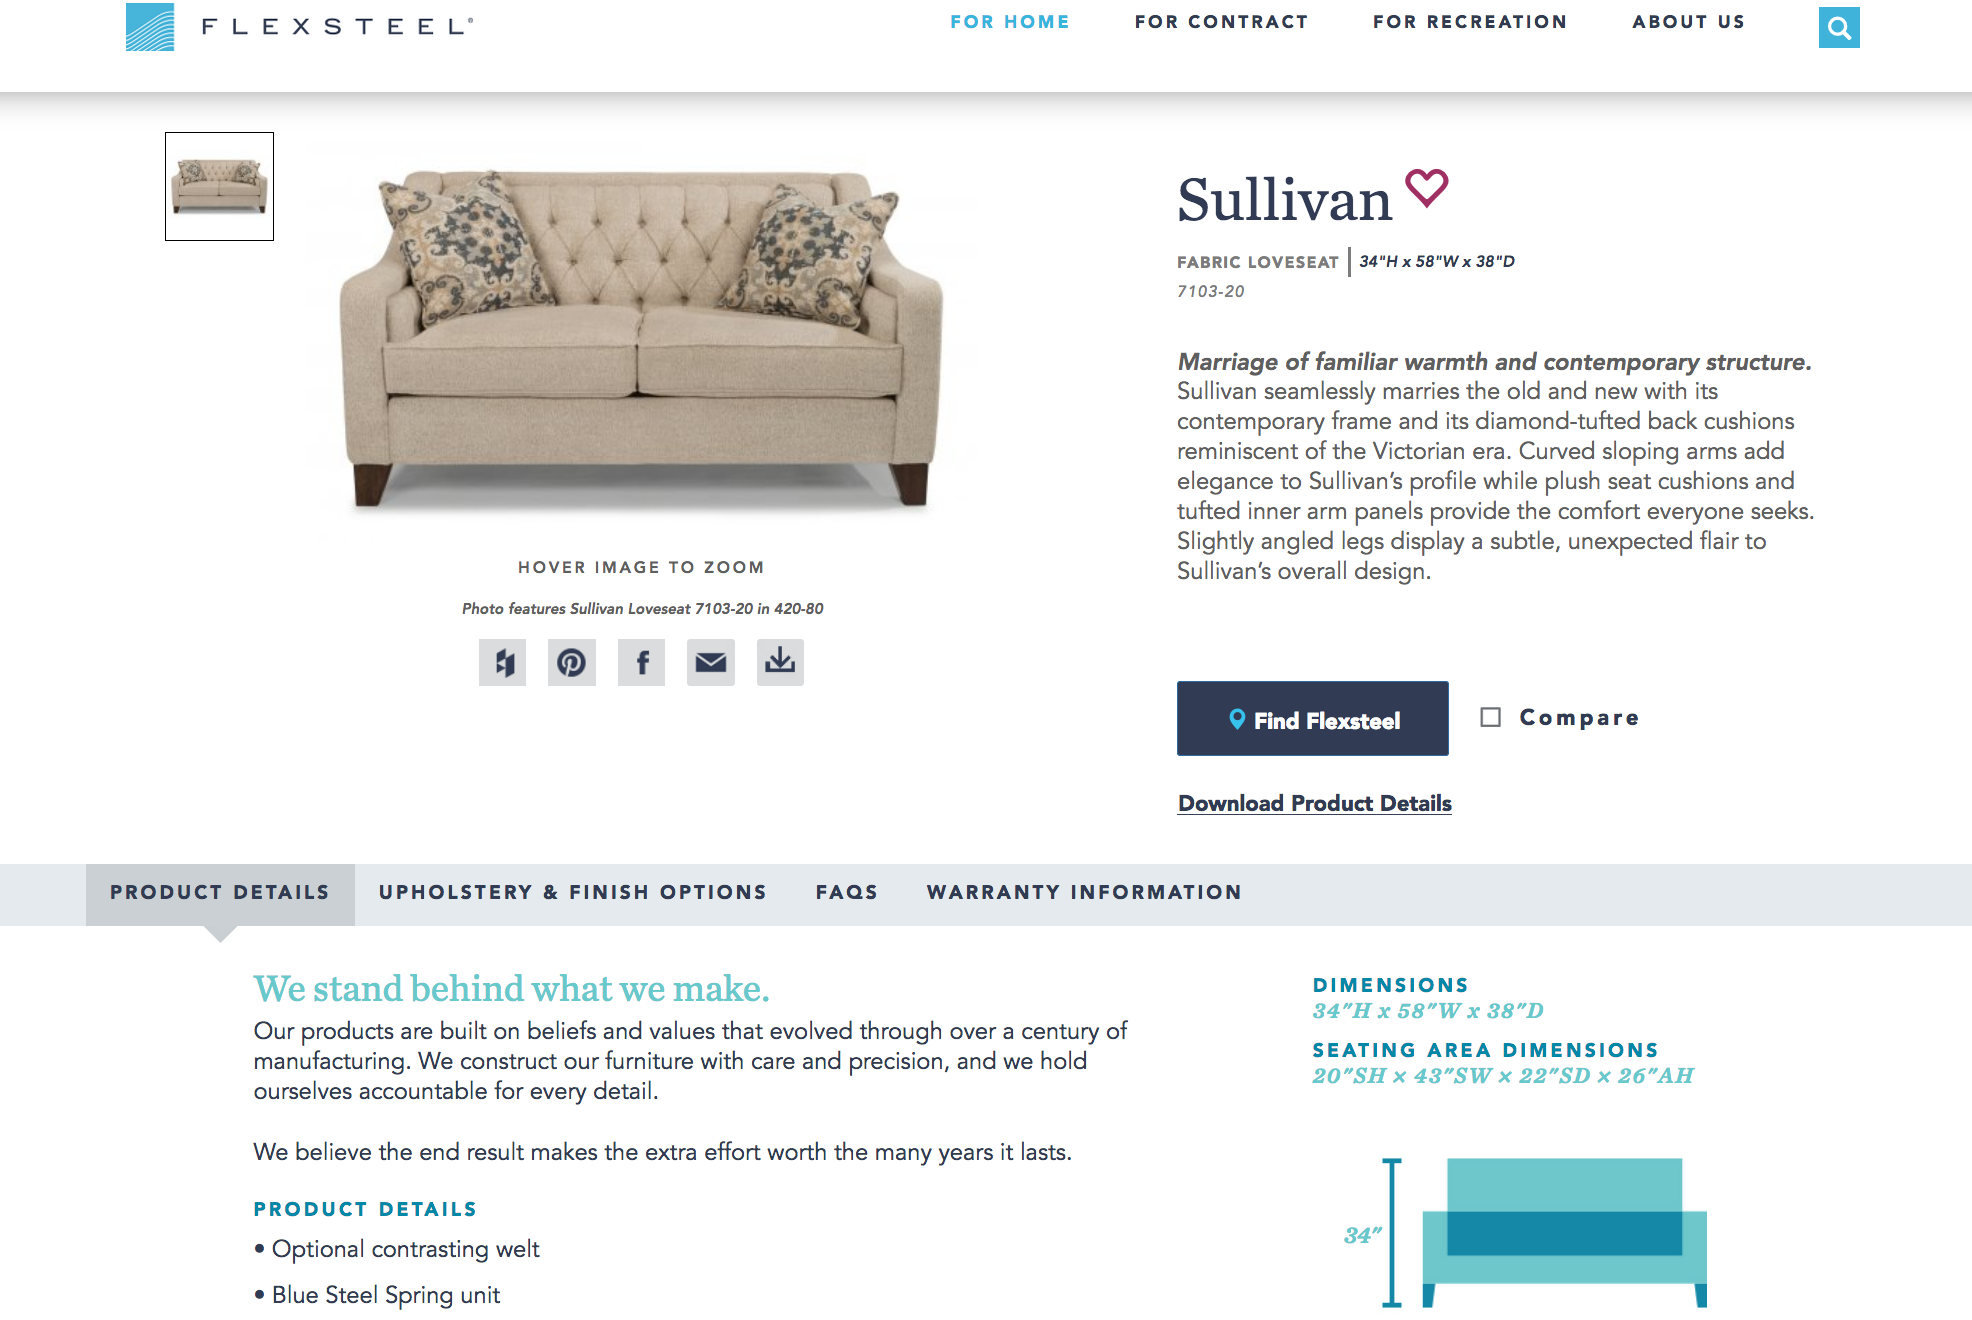 FLEXSTEEL®
FOR HOME
FOR CONTRACT
FOR RECREATION
ABOUT US
Sullivan
FABRIC LOVESEAT
34"H x 58"W x 38"D
7103-20
Marriage of familiar warmth and contemporary structure.
Sullivan seamlessly marries the old and new with its
contemporary frame and its diamond-tufted back cushions
reminiscent of the Victorian era. Curved sloping arms add
elegance to Sullivan’s profile while plush seat cushions and
tufted inner arm panels provide the comfort everyone seeks.
Slightly angled legs display a subtle, unexpected flair to
Sullivan’s overall design.
HOVER IMAGE TO ZOOM
Photo features Sullivan Loveseat 7103-20 in 420-80
Find Flexsteel
Compare
Download Product Details
PRODUCT DETAILS
UPHOLSTERY & FINISH OPTIONS
FAQS
WARRANTY INFORMATION
We stand behind what we make.
Our products are built on beliefs and values that evolved through over a century of
manufacturing. We construct our furniture with care and precision, and we hold
ourselves accountable for every detail.
We believe the end result makes the extra effort worth the many years it lasts.
PRODUCT DETAILS
• Optional contrasting welt
• Blue Steel Spring unit
DIMENSIONS
34"H x 58"W x 38"D
SEATING AREA DIMENSIONS
20"SH × 43"SW × 22"SD × 26"AH
34"